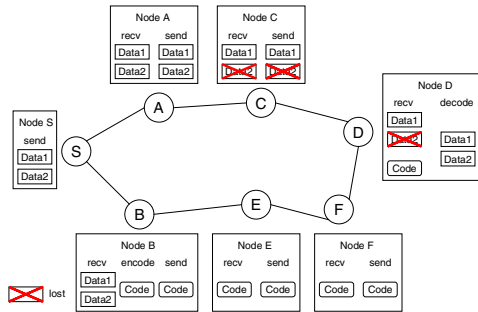 Node A
recv send
Data1 Data1
Data2 Data2
Node C
recv send
Data1 Data1
Data2 Data2
Node D
recv decode
Data1
Data2 Data1
Data2
Code
Node S
send
Data1
Data2
A
C
D
S
B
E
F
Node B
recv encode send
Data1
Code Code
Data2
Node E
recv send
Code Code
Node F
recv send
Code Code
lost